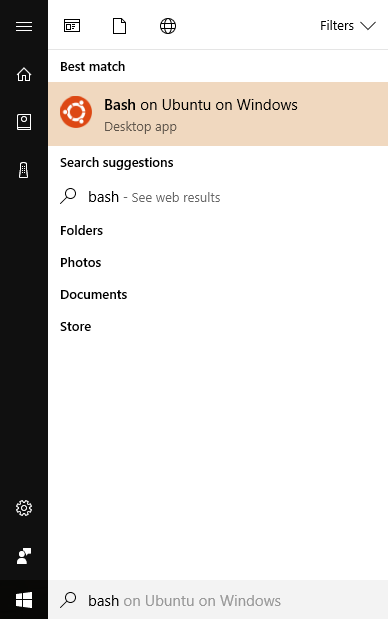 Filters
Best match
Bash on Ubuntu on Windows
Desktop app
Search suggestions
bash - See web results
Folders
Photos
Documents
Store
bash on Ubuntu on Windows